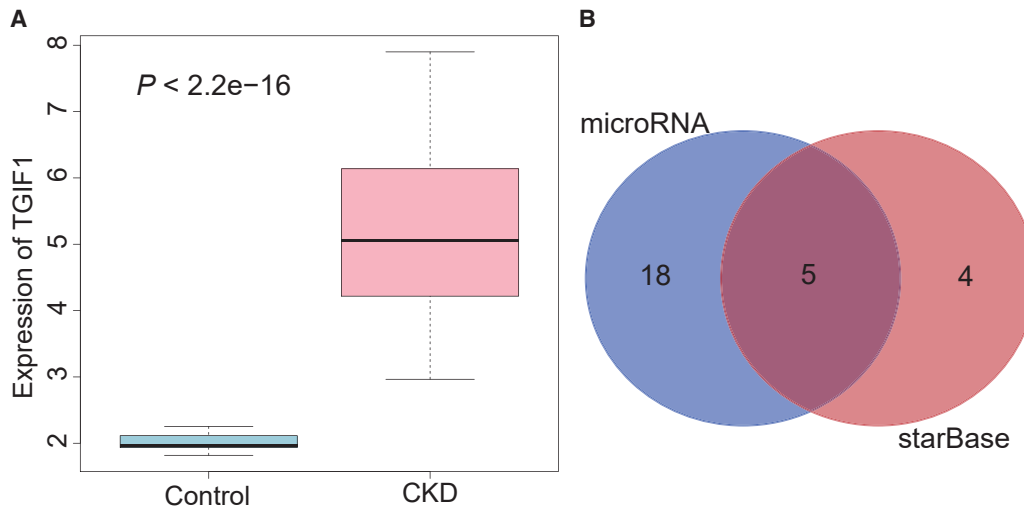 A
Expression of TGIF1
8
7
6
5
4
3
2
P < 2.2e−16
Control
CKD
B
microRNA
18
5
4
starBase